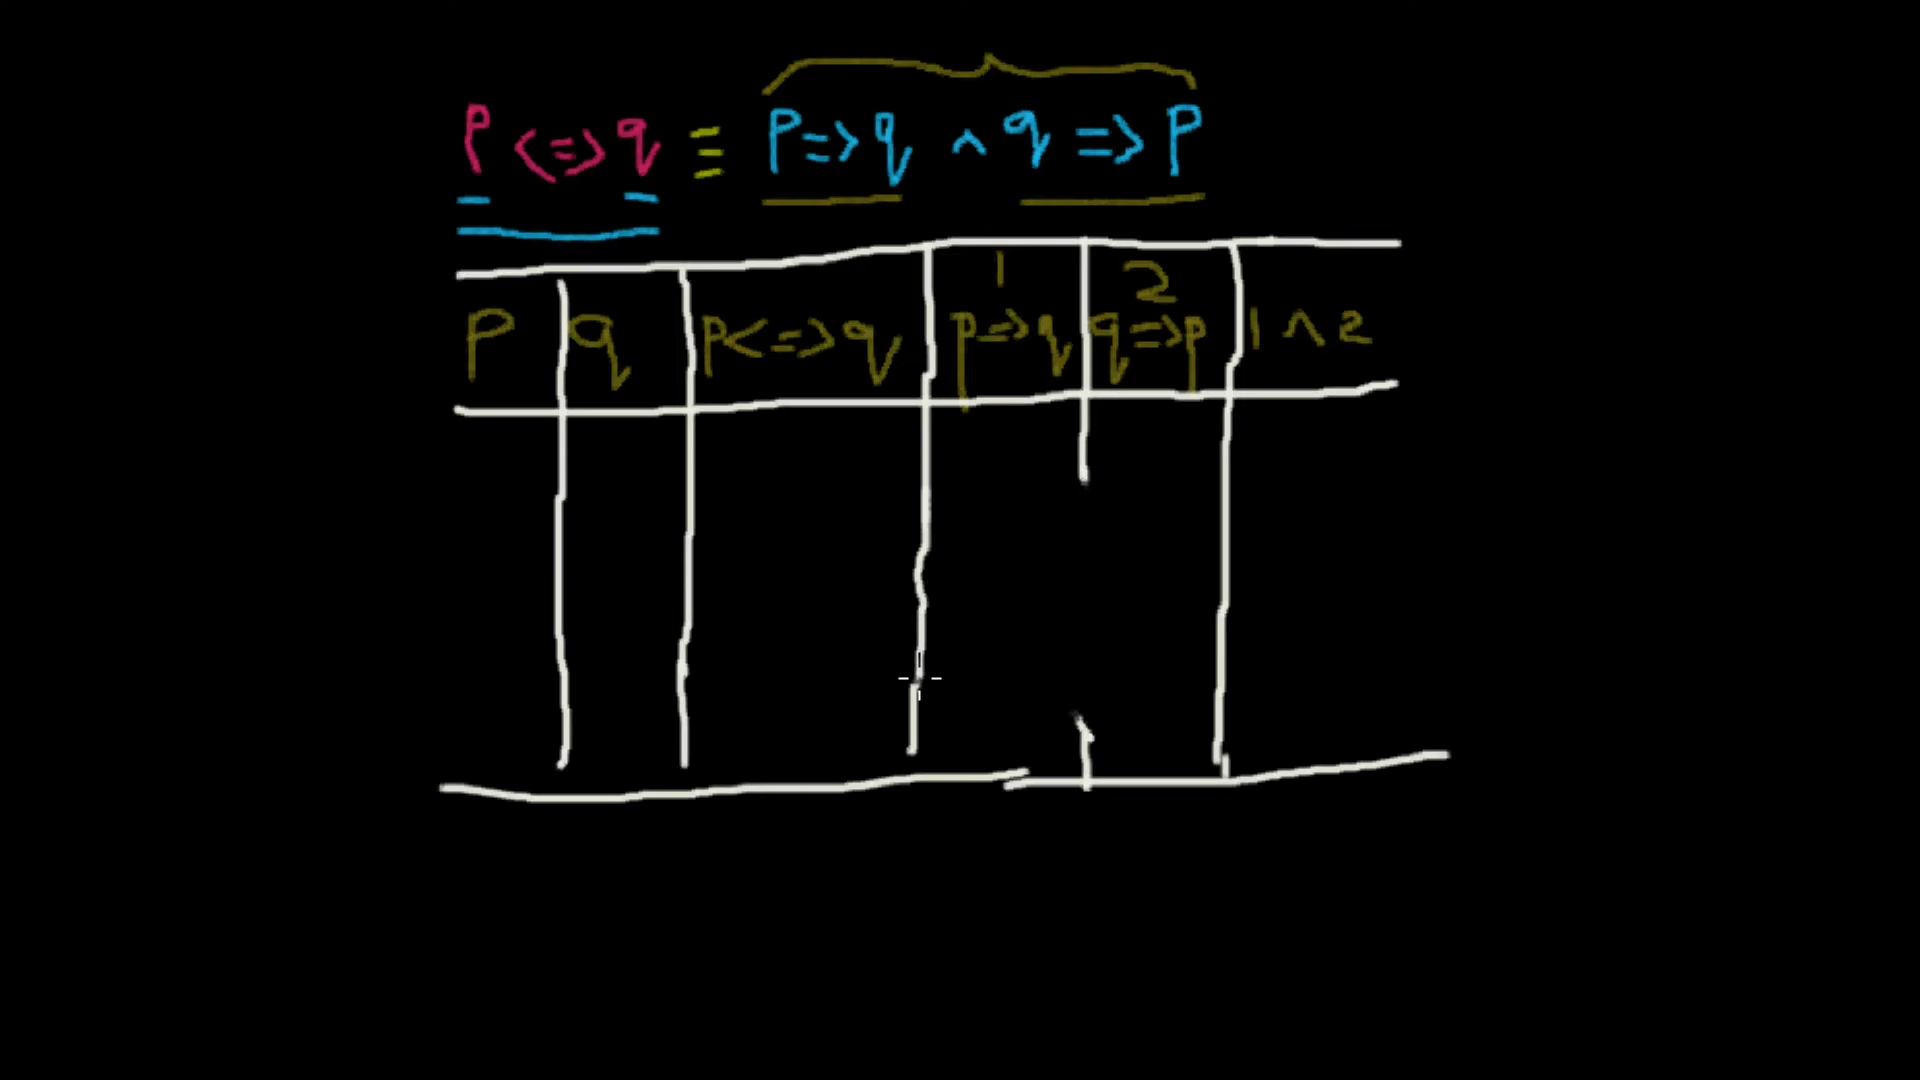 p <=> q ≡ p => q ^ q => p
1 2
p q p <=> q p => q q => p 1 ^ 2